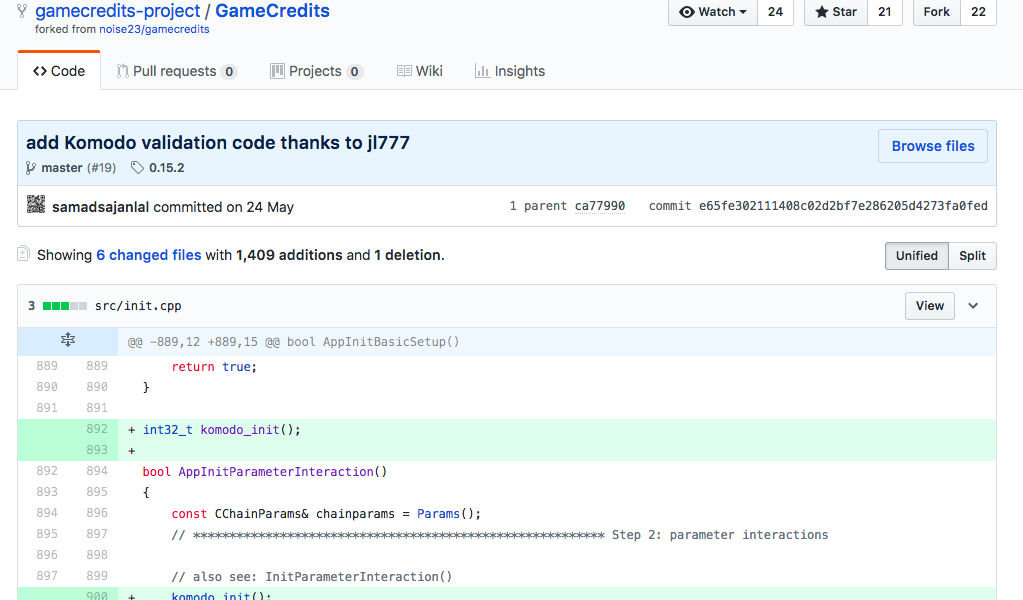 gamecredits-project / GameCredits
Watch 24 Star 21 Fork 22
forked from noise23/gamecredits
Code Pull requests 0 Projects 0 Wiki Insights
add Komodo validation code thanks to jl777
Browse files
master (#19) 0.15.2
samadsajanlal committed on 24 May 1 parent ca77990 commit e65fe302111408c02d2bf7e286205d4273fa0fed
Showing 6 changed files with 1,409 additions and 1 deletion.
Unified Split
3 src/init.cpp View
@@ -889,12 +889,15 @@ bool AppInitBasicSetup()
889 889 return true;
890 890 }
891 891
892 + int32_t komodo_init();
893 +
892 894 bool AppInitParameterInteraction()
893 895 {
894 896 const CChainParams& chainparams = Params();
895 897 // ********************************************************* Step 2: parameter interactions
896 898
897 899 // also see: InitParameterInteraction()
900 + komodo_init();